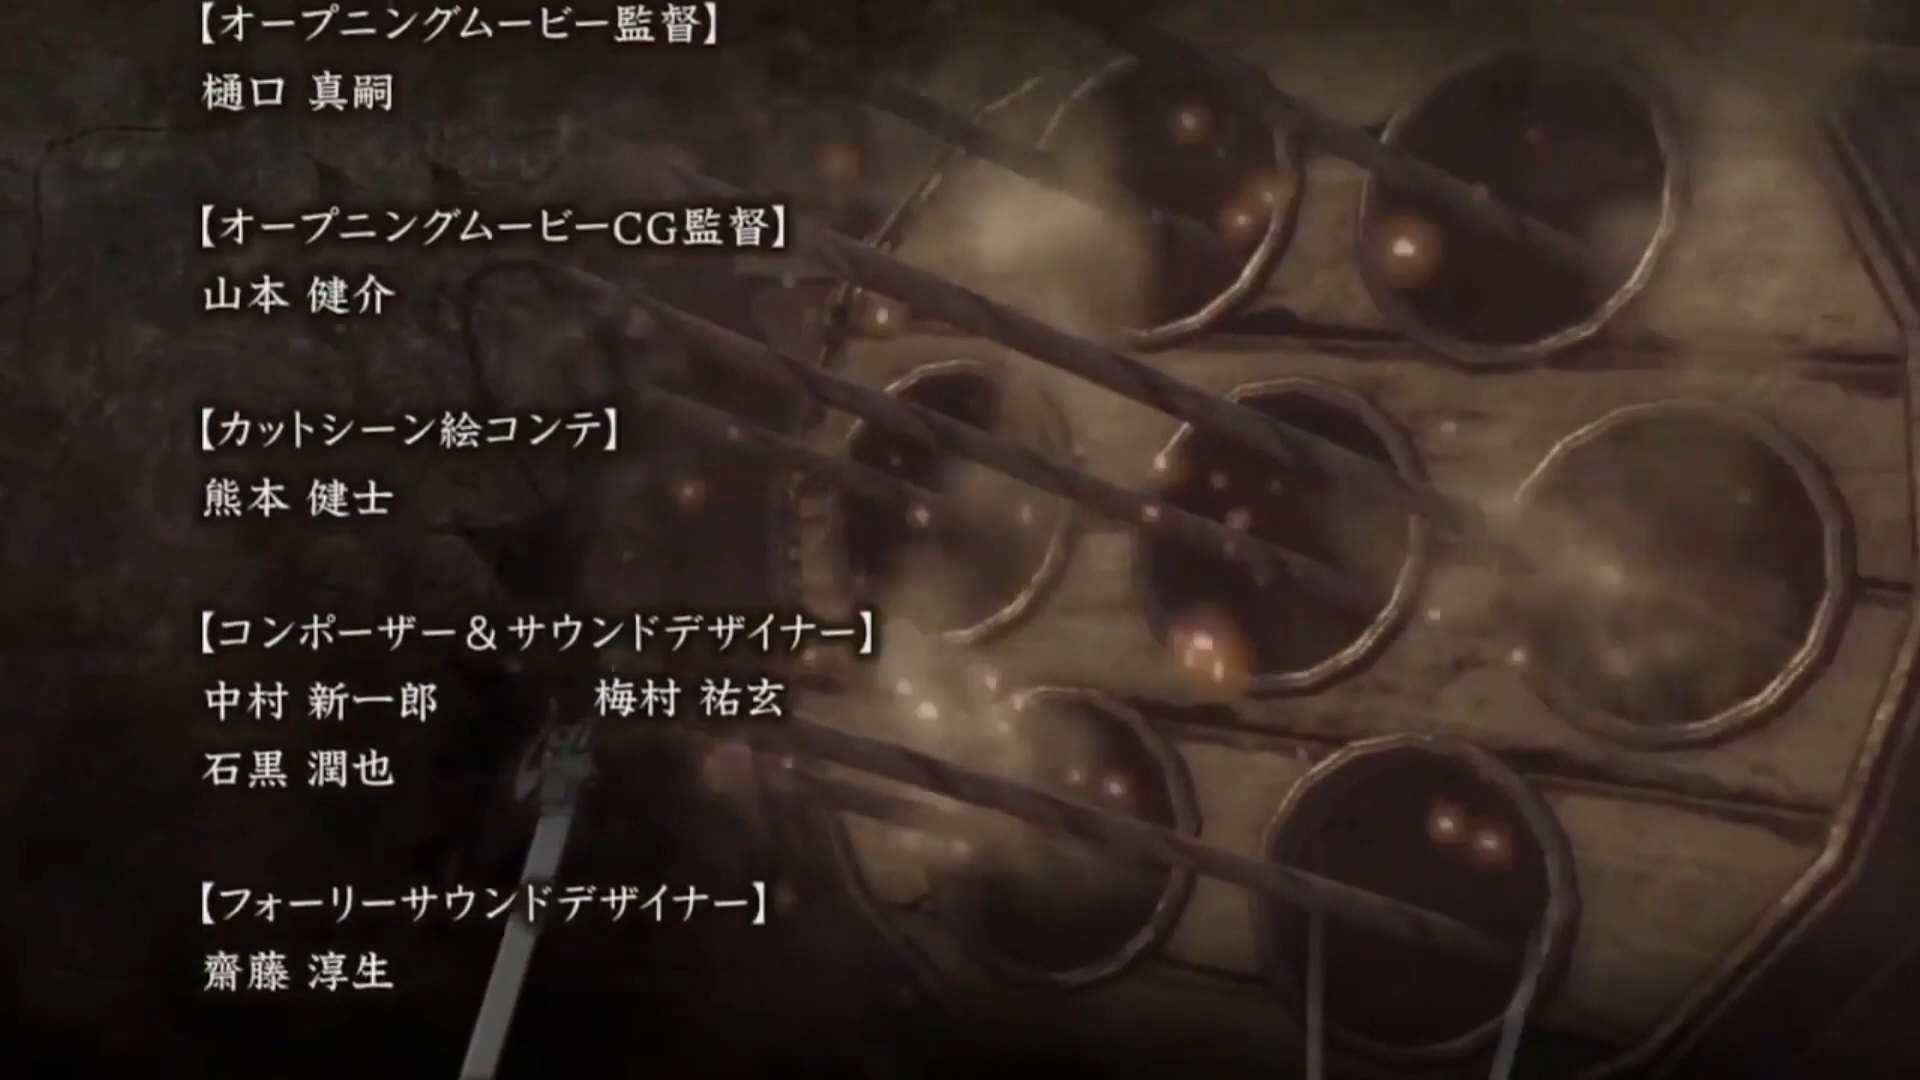 【オープニングムービー監督】
樋口 真嗣
【オープニングムービーCG監督】
山本 健介
【カットシーン絵コンテ】
熊本 健士
【コンポーザー＆サウンドデザイナー】
中村 新一郎 梅村 祐玄
石黒 潤也
【フォーリーサウンドデザイナー】
齋藤 淳生